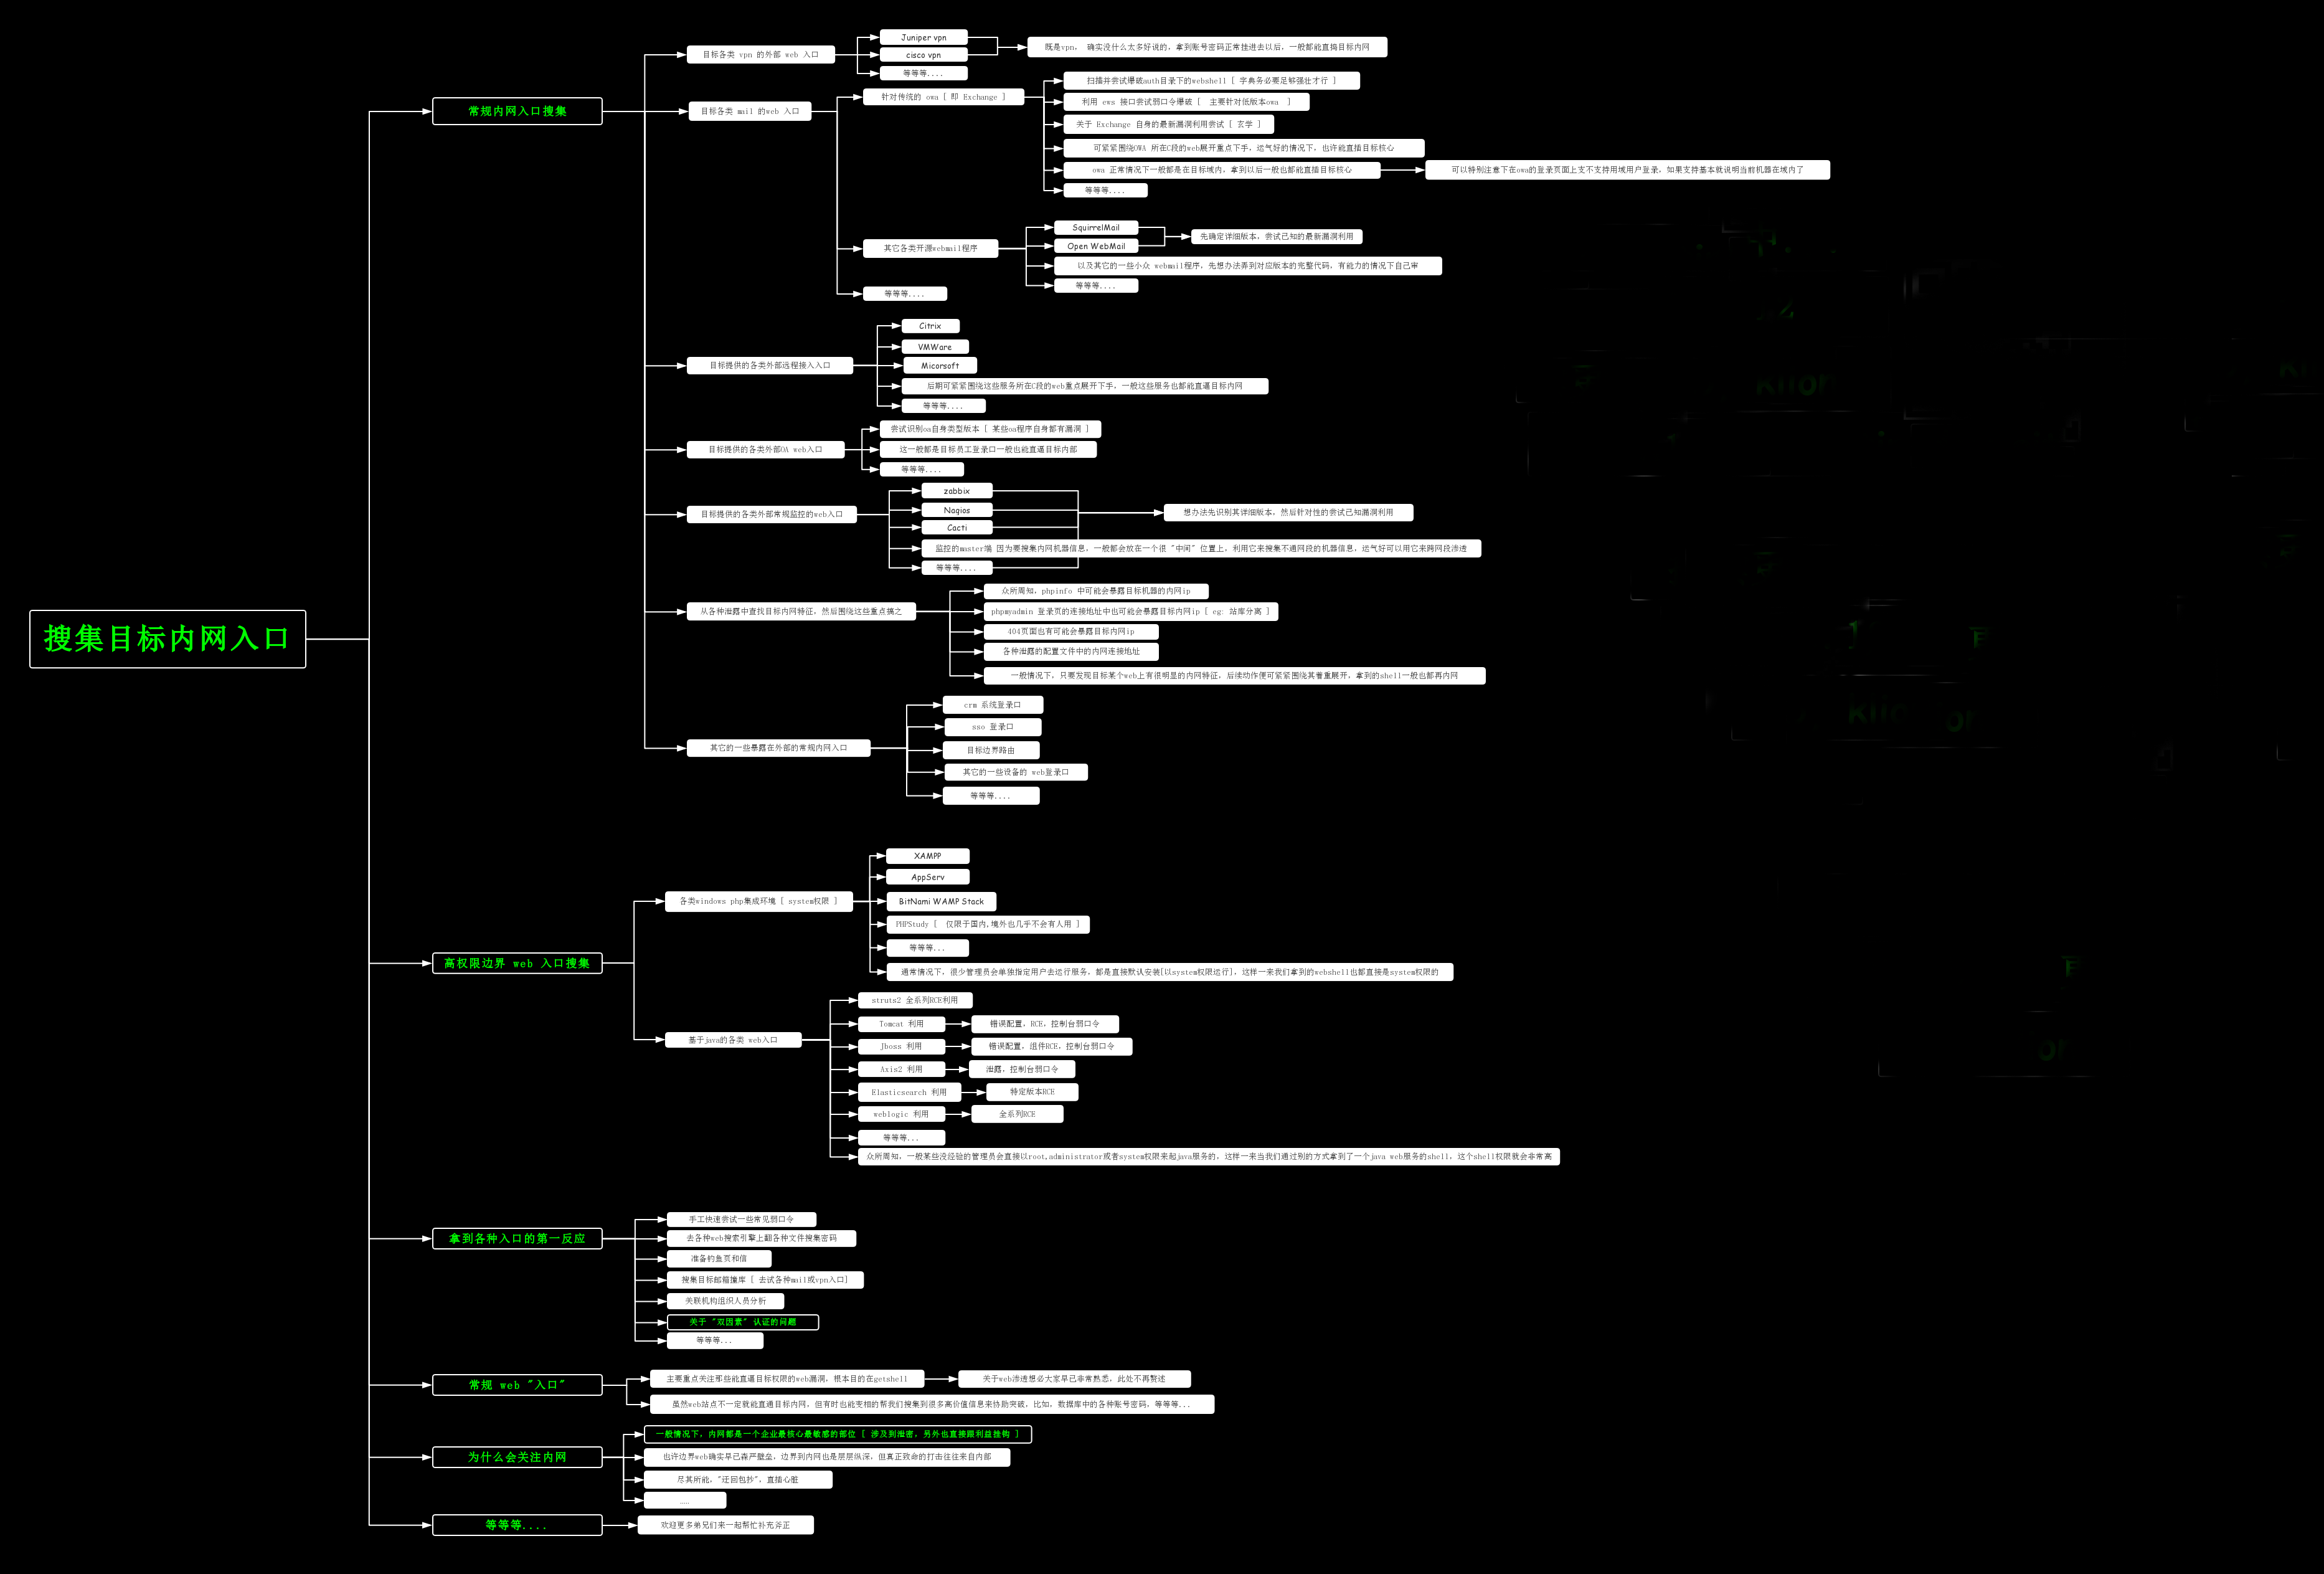 搜集目标内网入口
常规内网入口搜集
目标各类 vpn 的外部 web 入口
Juniper vpn
cisco vpn
等等等....
既是vpn, 确实没什么太多好说的, 拿到账号密码正常挂进去以后, 一般都能直捣目标内网
目标各类 mail 的web 入口
针对传统的 owa [ 即 Exchange ]
扫描并尝试爆破auth目录下的webshell [ 字典务必要足够强壮才行 ]
利用 ews 接口尝试弱口令爆破 [ 主要针对低版本owa ]
关于 Exchange 自身的最新漏洞利用尝试 [ 玄学 ]
可紧紧围绕OWA 所在C段的web展开重点下手, 运气好的情况下, 也许能直插目标核心
owa 正常情况下一般都是在目标域内, 拿到以后一般也都能直插目标核心
可以特别注意下在owa的登录页面上支不支持用域用户登录, 如果支持基本就说明当前机器在域内了
等等等....
其它各类开源webmail程序
SquirrelMail
Open WebMail
先确定详细版本, 尝试已知的最新漏洞利用
以及其它的一些小众 webmail程序, 先想办法弄到对应版本的完整代码, 有能力的情况下自己审
等等等....
等等等....
目标提供的各类外部远程接入入口
Citrix
VMWare
Micorsoft
后期可紧紧围绕这些服务所在C段的web重点展开下手, 一般这些服务也都能直逼目标内网
等等等....
目标提供的各类外部OA web入口
尝试识别oa自身类型版本 [ 某些oa程序自身都有漏洞 ]
这一般都是目标员工登录口一般也能直逼目标内部
等等等....
目标提供的各类外部常规监控的web入口
zabbix
Nagios
Cacti
想办法先识别其详细版本, 然后针对性的尝试已知漏洞利用
监控的master端 因为要搜集内网机器信息, 一般都会放在一个很 "中间" 位置上, 利用它来搜集不通网段的机器信息, 运气好可以用它来跨网段渗透
等等等....
从各种泄露中查找目标内网特征, 然后围绕这些重点搞之
众所周知, phpinfo 中可能会暴露目标机器的内网ip
phpmyadmin 登录页的连接地址中也可能会暴露目标内网ip [ eg: 站库分离 ]
404页面也有可能会暴露目标内网ip
各种泄露的配置文件中的内网连接地址
一般情况下, 只要发现目标某个web上有很明显的内网特征, 后续动作便可紧紧围绕其着重展开, 拿到的shell一般也都再内网
其它的一些暴露在外部的常规内网入口
crm 系统登录口
sso 登录口
目标边界路由
其它的一些设备的 web登录口
等等等....
高权限边界 web 入口搜集
各类windows php集成环境 [ system权限 ]
XAMPP
AppServ
BitNami WAMP Stack
PHPStudy [ 仅限于国内,境外也几乎不会有人用 ]
等等等...
通常情况下, 很少管理员会单独指定用户去运行服务, 都是直接默认安装[以system权限运行], 这样一来我们拿到的webshell也都直接是system权限的
基于java的各类 web入口
struts2 全系列RCE利用
Tomcat 利用
错误配置, RCE, 控制台弱口令
Jboss 利用
错误配置, 组件RCE, 控制台弱口令
Axis2 利用
泄露, 控制台弱口令
Elasticsearch 利用
特定版本RCE
weblogic 利用
全系列RCE
等等等...
众所周知, 一般某些没经验的管理员会直接以root,administrator或者system权限来起java服务的, 这样一来当我们通过别的方式拿到了一个java web服务的shell, 这个shell权限就会非常高
拿到各种入口的第一反应
手工快速尝试一些常见弱口令
去各种web搜索引擎上翻各种文件搜集密码
准备钓鱼页和信
搜集目标邮箱撞库 [ 去试各种mail或vpn入口]
关联机构组织人员分析
关于 "双因素" 认证的问题
等等等...
常规 web "入口"
主要重点关注那些能直逼目标权限的web漏洞, 根本目的在getshell
关于web渗透想必大家早已非常熟悉, 此处不再赘述
虽然web站点不一定就能直通目标内网, 但有时也能变相的帮我们搜集到很多高价值信息来协助突破, 比如, 数据库中的各种账号密码, 等等等...
为什么会关注内网
一般情况下, 内网都是一个企业最核心最敏感的部位 [ 涉及到泄密, 另外也直接跟利益挂钩 ]
也许边界web确实早已森严壁垒, 边界到内网也是层层纵深, 但真正致命的打击往往来自内部
尽其所能, "迂回包抄", 直插心脏
.....
等等等....
欢迎更多弟兄们来一起帮忙补充斧正